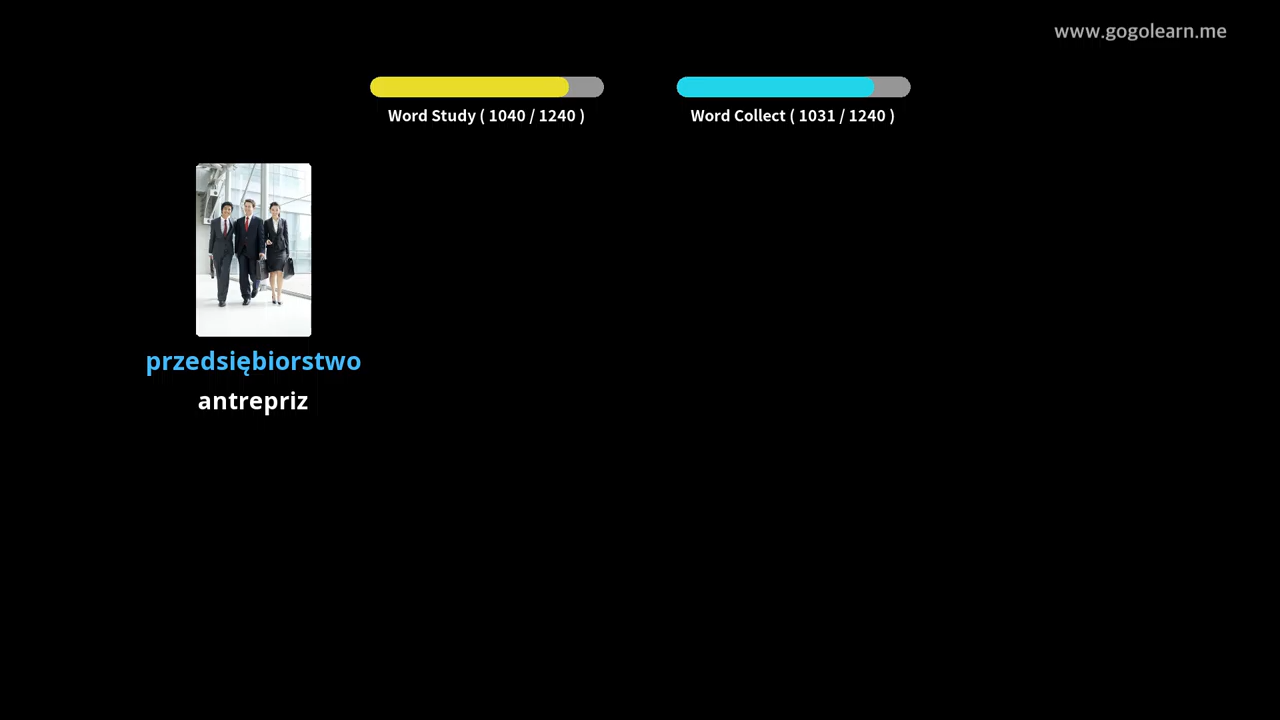 www.gogolearn.me
Word Study ( 1040 / 1240 )
Word Collect ( 1031 / 1240 )
przedsiębiorstwo
antrepriz